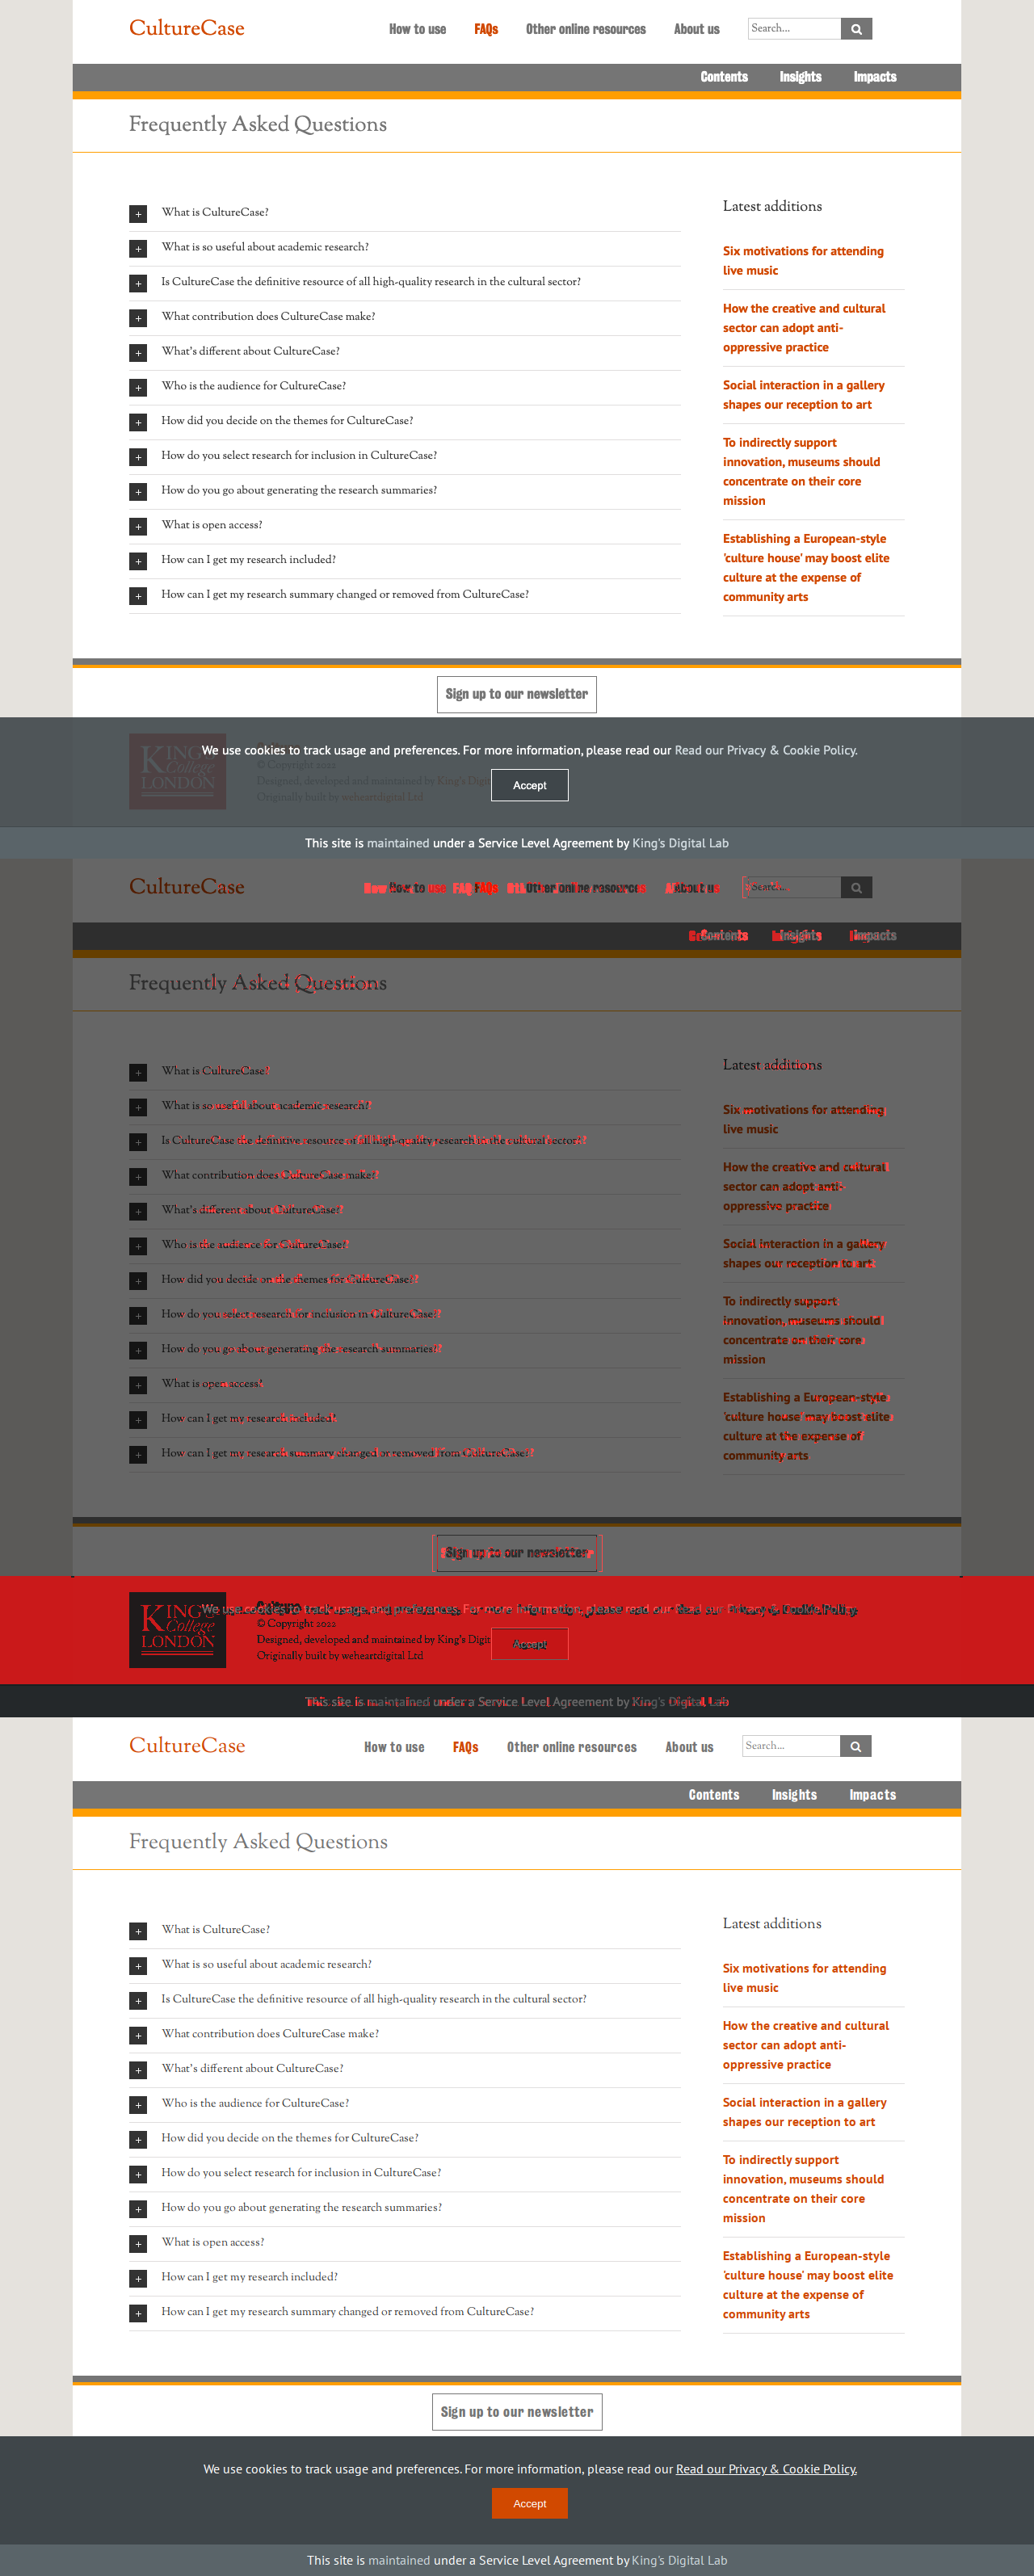 CultureCase
How to use FAQs Other online resources About us Search...
Contents Insights Impacts
Frequently Asked Questions
What is CultureCase?
What is so useful about academic research?
Is CultureCase the definitive resource of all high-quality research in the cultural sector?
What contribution does CultureCase make?
What's different about CultureCase?
Who is the audience for CultureCase?
How did you decide on the themes for CultureCase?
How do you select research for inclusion in CultureCase?
How do you go about generating the research summaries?
What is open access?
How can I get my research included?
How can I get my research summary changed or removed from CultureCase?
Latest additions
Six motivations for attending
live music
How the creative and cultural
sector can adopt anti-
oppressive practice
Social interaction in a gallery
shapes our reception to art
To indirectly support
innovation, museums should
concentrate on their core
mission
Establishing a European-style
'culture house' may boost elite
culture at the expense of
community arts
Sign up to our newsletter
KING'S
College
LONDON
We use cookies to track usage and preferences. For more information, please read our Read our Privacy & Cookie Policy.
© Copyright 2022
Designed, developed and maintained by King's Digit
Originally built by weheartdigital Ltd
Accept
This site is maintained under a Service Level Agreement by King's Digital Lab
CultureCase
How to use FAQs Other online resources About us Search...
Contents Insights Impacts
Frequently Asked Questions
What is CultureCase?
What is so useful about academic research?
Is CultureCase the definitive resource of all high-quality research in the cultural sector?
What contribution does CultureCase make?
What's different about CultureCase?
Who is the audience for CultureCase?
How did you decide on the themes for CultureCase?
How do you select research for inclusion in CultureCase?
How do you go about generating the research summaries?
What is open access?
How can I get my research included?
How can I get my research summary changed or removed from CultureCase?
Latest additions
Six motivations for attending
live music
How the creative and cultural
sector can adopt anti-
oppressive practice
Social interaction in a gallery
shapes our reception to art
To indirectly support
innovation, museums should
concentrate on their core
mission
Establishing a European-style
'culture house' may boost elite
culture at the expense of
community arts
Sign up to our newsletter
KING'S
College
LONDON
We use cookies to track usage and preferences. For more information, please read our Read our Privacy & Cookie Policy.
© Copyright 2022
Designed, developed and maintained by King's Digit
Originally built by weheartdigital Ltd
Accept
This site is maintained under a Service Level Agreement by King's Digital Lab
CultureCase
How to use FAQs Other online resources About us Search...
Contents Insights Impacts
Frequently Asked Questions
What is CultureCase?
What is so useful about academic research?
Is CultureCase the definitive resource of all high-quality research in the cultural sector?
What contribution does CultureCase make?
What's different about CultureCase?
Who is the audience for CultureCase?
How did you decide on the themes for CultureCase?
How do you select research for inclusion in CultureCase?
How do you go about generating the research summaries?
What is open access?
How can I get my research included?
How can I get my research summary changed or removed from CultureCase?
Latest additions
Six motivations for attending
live music
How the creative and cultural
sector can adopt anti-
oppressive practice
Social interaction in a gallery
shapes our reception to art
To indirectly support
innovation, museums should
concentrate on their core
mission
Establishing a European-style
'culture house' may boost elite
culture at the expense of
community arts
Sign up to our newsletter
We use cookies to track usage and preferences. For more information, please read our Read our Privacy & Cookie Policy.
Accept
This site is maintained under a Service Level Agreement by King's Digital Lab